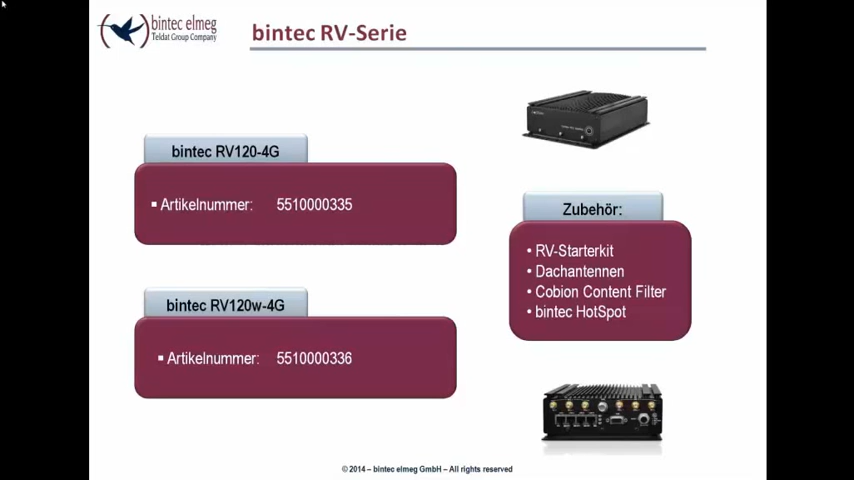 bintec elmeg
Teldat Group Company
bintec RV-Serie
bintec RV120-4G
▪ Artikelnummer: 5510000335
bintec RV120w-4G
▪ Artikelnummer: 5510000336
Zubehör:
• RV-Starterkit
• Dachantennen
• Cobion Content Filter
• bintec HotSpot
© 2014 – bintec elmeg GmbH – All rights reserved